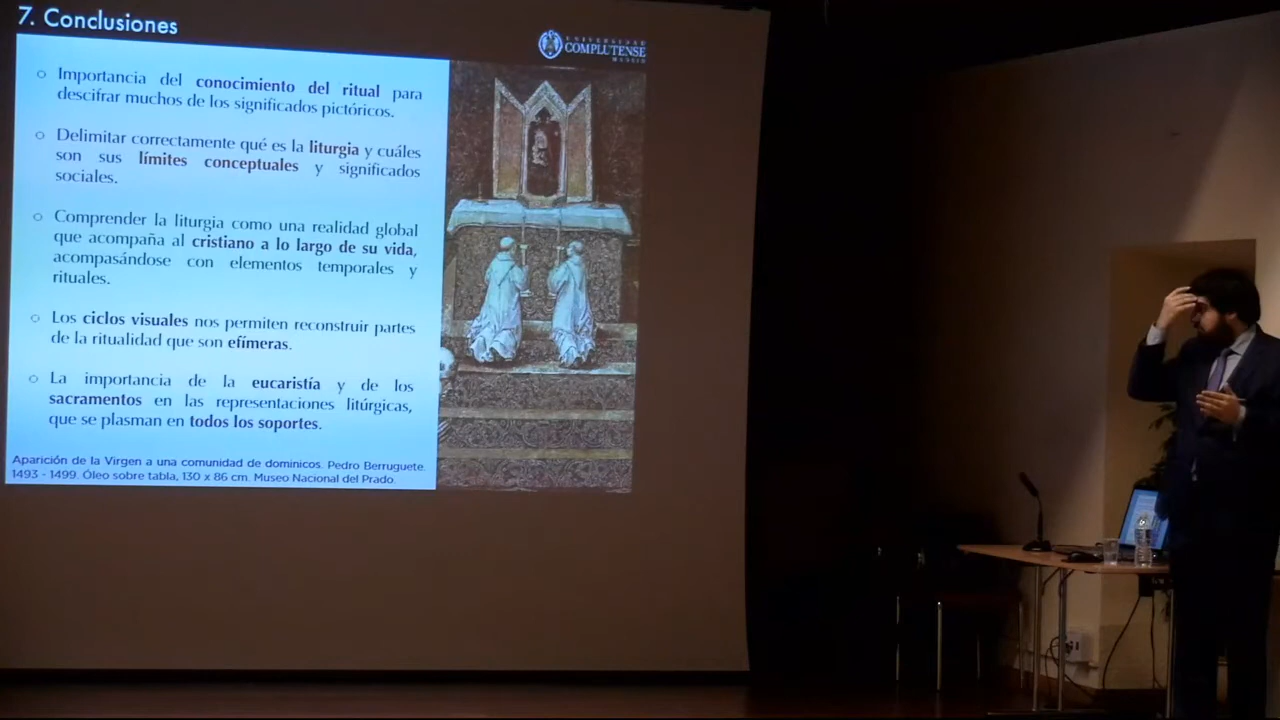 7. Conclusiones
UNIVERSIDAD
COMPLUTENSE
MADRID
○ Importancia del conocimiento del ritual para
descifrar muchos de los significados pictóricos.
○ Delimitar correctamente qué es la liturgia y cuáles
son sus límites conceptuales y significados
sociales.
○ Comprender la liturgia como una realidad global
que acompaña al cristiano a lo largo de su vida,
acompasándose con elementos temporales y
rituales.
○ Los ciclos visuales nos permiten reconstruir partes
de la ritualidad que son efímeras.
○ La importancia de la eucaristía y de los
sacramentos en las representaciones litúrgicas,
que se plasman en todos los soportes.
Aparición de la Virgen a una comunidad de dominicos. Pedro Berruguete.
1493 - 1499. Óleo sobre tabla, 130 x 86 cm. Museo Nacional del Prado.